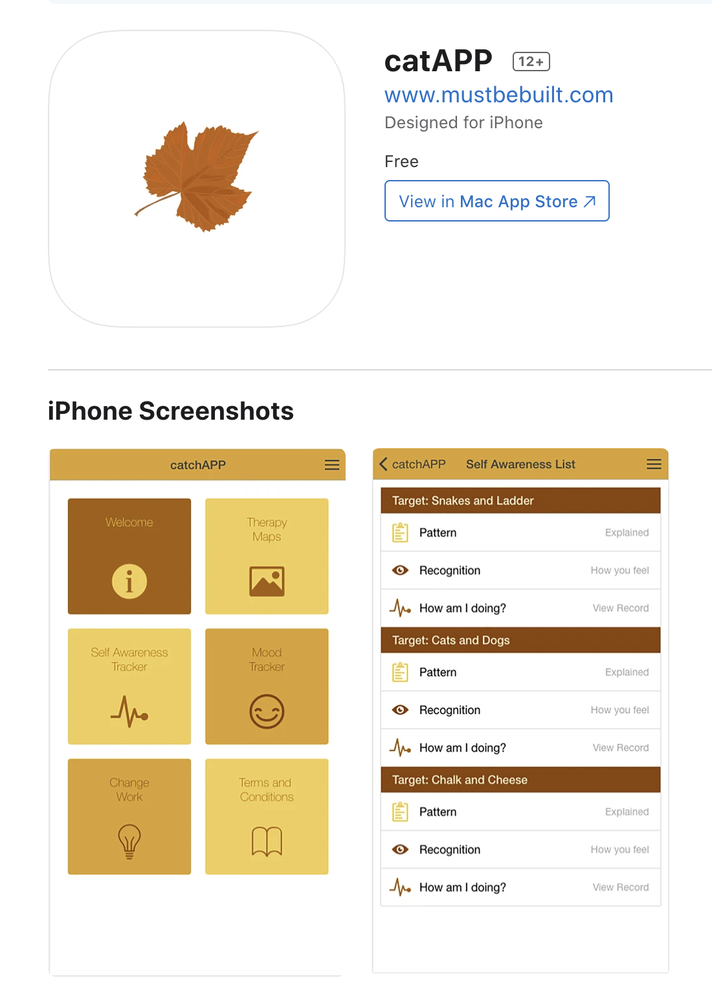 catAPP 12+
www.mustbebuilt.com
Designed for iPhone
Free
View in Mac App Store
iPhone Screenshots
catchAPP
Welcome
Therapy
Maps
Self Awareness
Tracker
Mood
Tracker
Change
Work
Terms and
Conditions
catchAPP Self Awareness List
Target: Snakes and Ladder
Pattern Explained
Recognition How you feel
How am I doing? View Record
Target: Cats and Dogs
Pattern Explained
Recognition How you feel
How am I doing? View Record
Target: Chalk and Cheese
Pattern Explained
Recognition How you feel
How am I doing? View Record